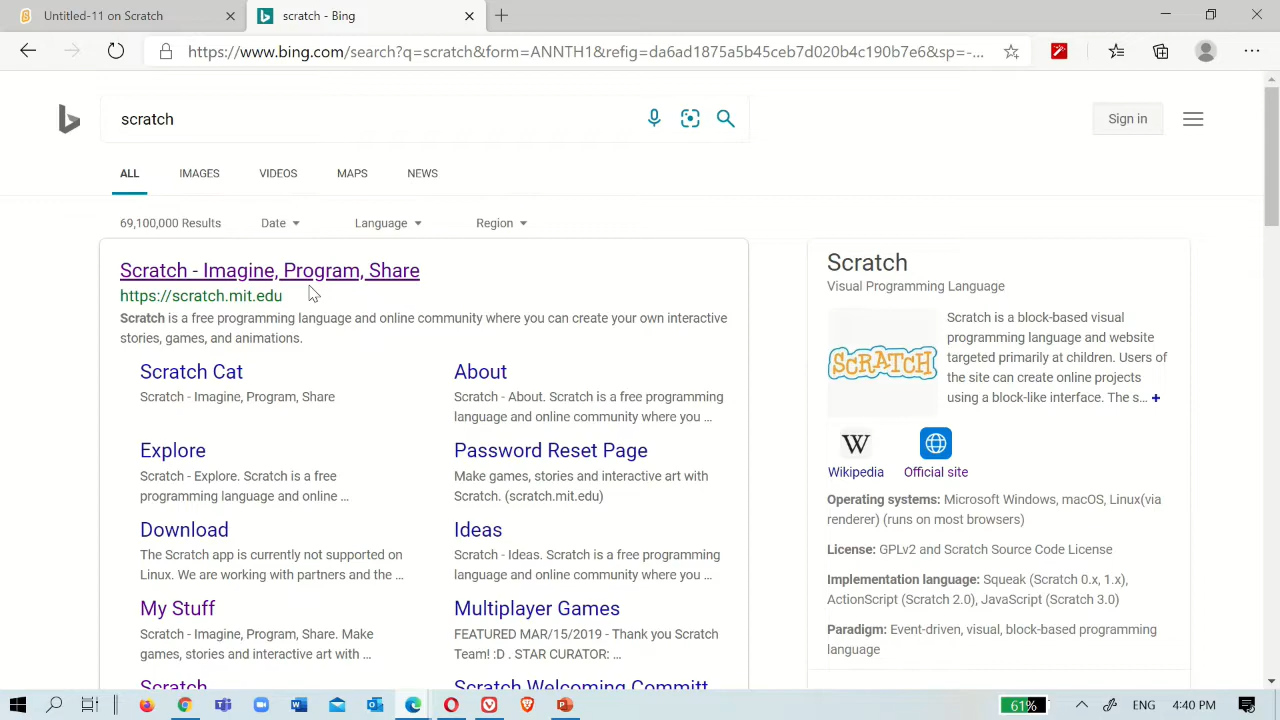 Untitled-11 on Scratch
scratch - Bing
https://www.bing.com/search?q=scratch&form=ANNTH1&refig=da6ad1875a5b45ceb7d020b4c190b7e6&sp=-...
scratch
Sign in
ALL IMAGES VIDEOS MAPS NEWS
69,100,000 Results Date Language Region
Scratch - Imagine, Program, Share
https://scratch.mit.edu
Scratch is a free programming language and online community where you can create your own interactive
stories, games, and animations.
Scratch Cat
Scratch - Imagine, Program, Share
About
Scratch - About. Scratch is a free programming
language and online community where you ...
Explore
Scratch - Explore. Scratch is a free
programming language and online ...
Password Reset Page
Make games, stories and interactive art with
Scratch. (scratch.mit.edu)
Download
The Scratch app is currently not supported on
Linux. We are working with partners and the ...
Ideas
Scratch - Ideas. Scratch is a free programming
language and online community where you ...
My Stuff
Scratch - Imagine, Program, Share. Make
games, stories and interactive art with ...
Multiplayer Games
FEATURED MAR/15/2019 - Thank you Scratch
Team! :D . STAR CURATOR: ...
Scratch
Scratch Welcoming Committ
Scratch
Visual Programming Language
SCRATCH
Scratch is a block-based visual
programming language and website
targeted primarily at children. Users of
the site can create online projects
using a block-like interface. The s... +
W
Wikipedia
Official site
Operating systems: Microsoft Windows, macOS, Linux(via
renderer) (runs on most browsers)
License: GPLv2 and Scratch Source Code License
Implementation language: Squeak (Scratch 0.x, 1.x),
ActionScript (Scratch 2.0), JavaScript (Scratch 3.0)
Paradigm: Event-driven, visual, block-based programming
language
61% ENG 4:40 PM